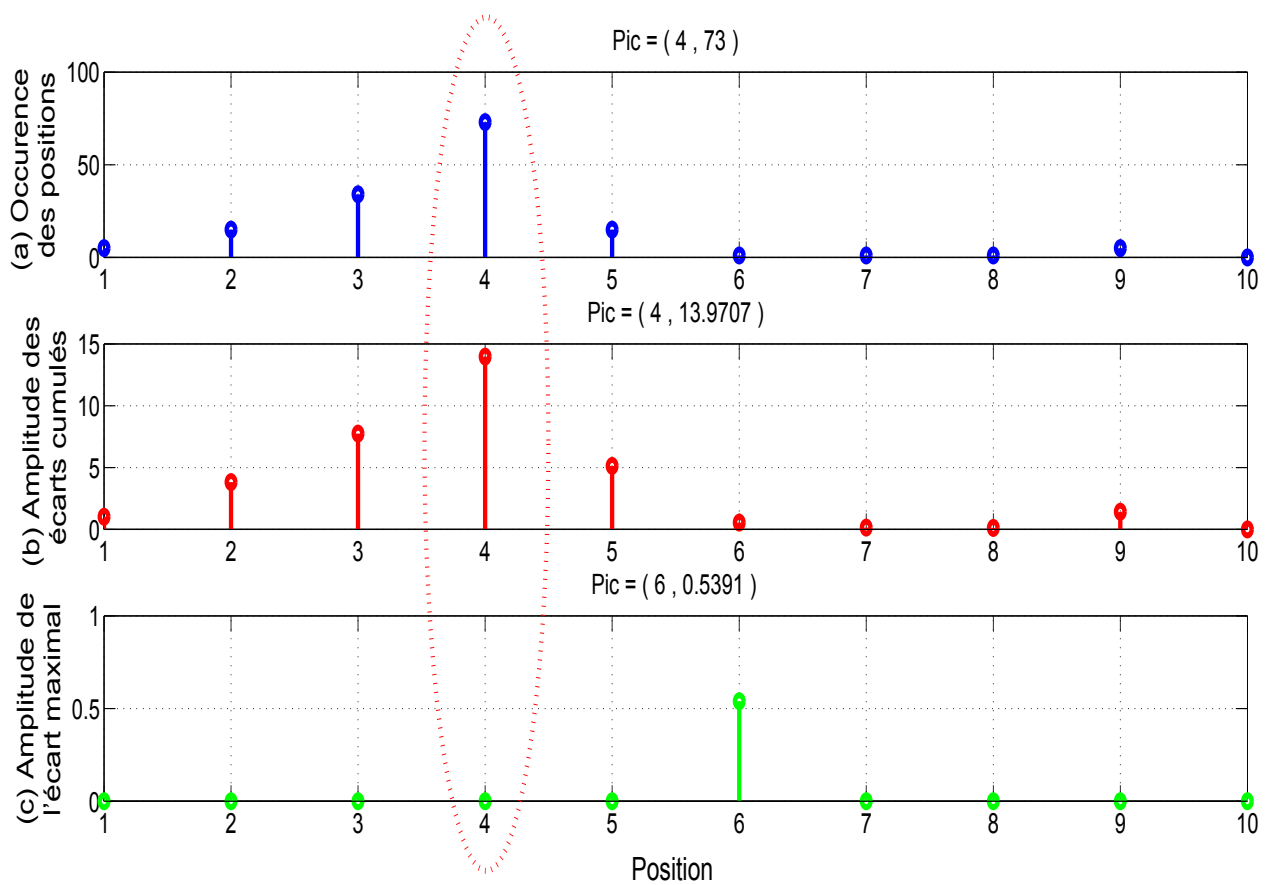 Pic = ( 4 , 73 )
(a) Occurence
des positions
100
50
0
1 2 3 4 5 6 7 8 9 10
Pic = ( 4 , 13.9707 )
(b) Amplitude des
écarts cumulés
15
10
5
0
1 2 3 4 5 6 7 8 9 10
Pic = ( 6 , 0.5391 )
(c) Amplitude de
l'écart maximal
1
0.5
0
1 2 3 4 5 6 7 8 9 10
Position